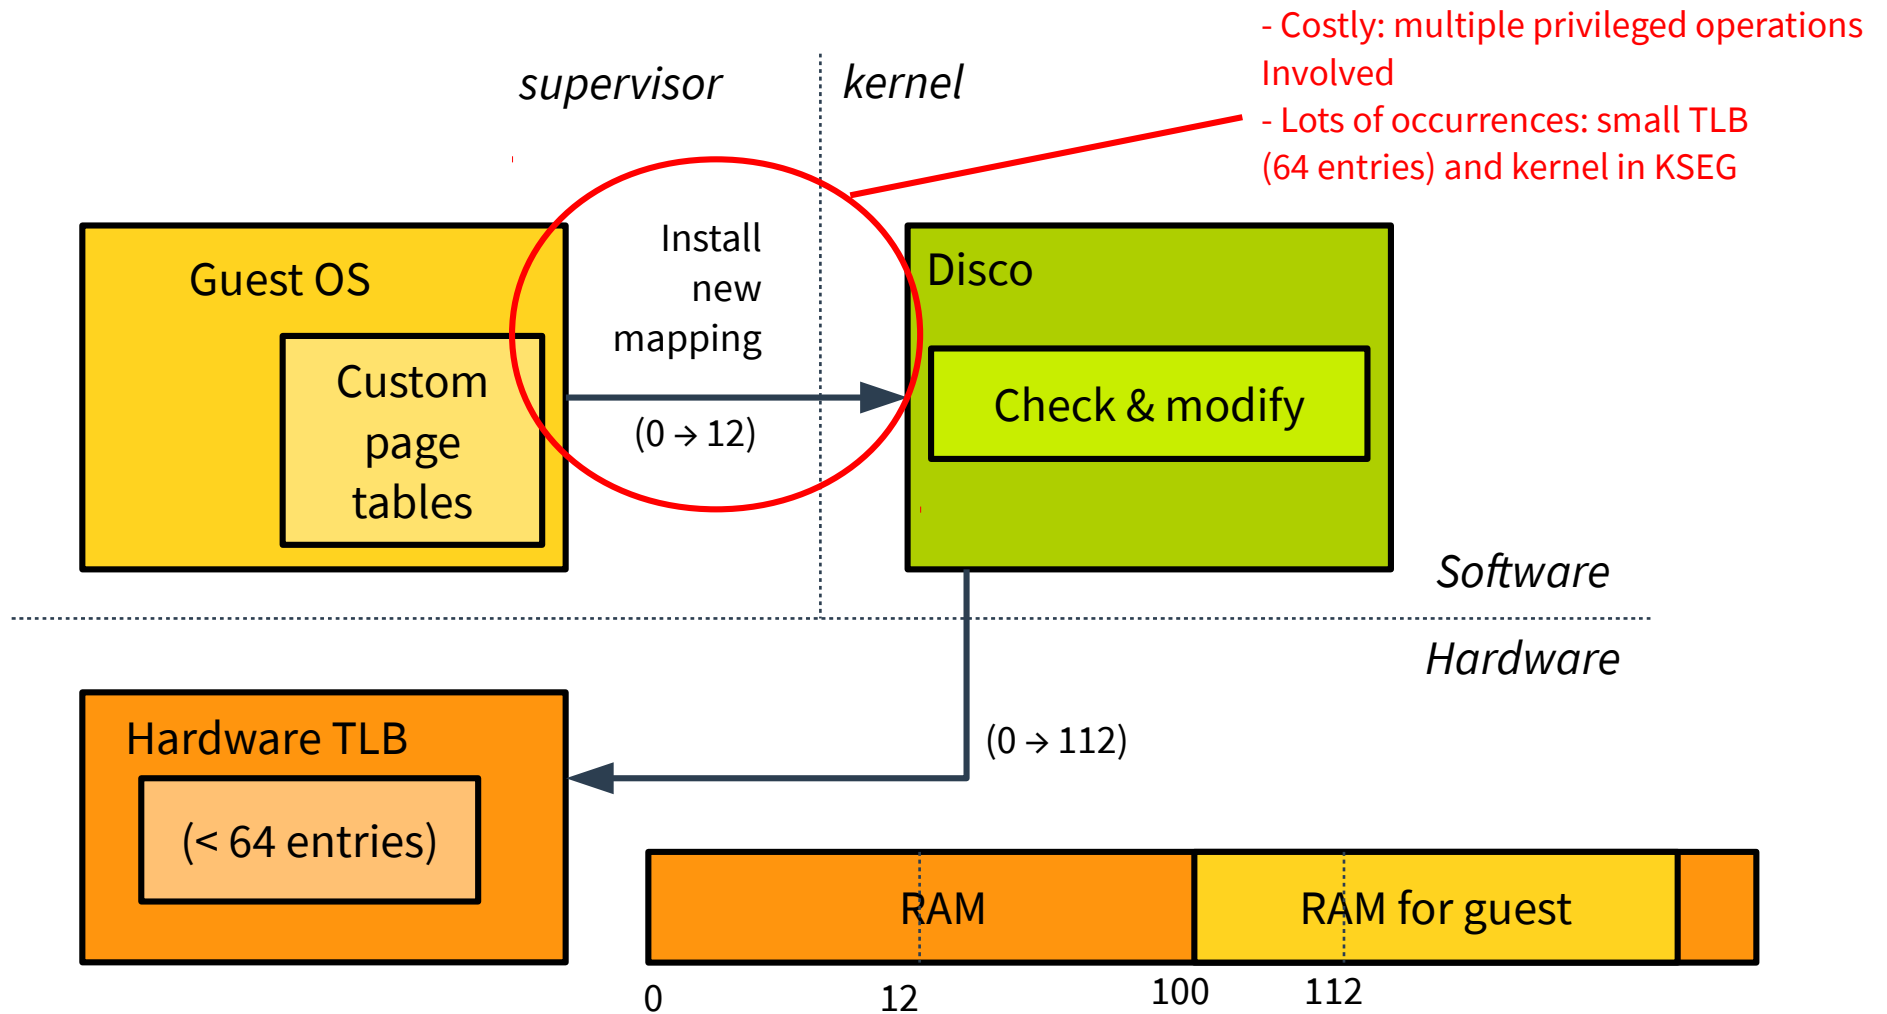 - Costly: multiple privileged operations
Involved
- Lots of occurrences: small TLB
(64 entries) and kernel in KSEG
supervisor
kernel
Guest OS
Custom
page
tables
Install
new
mapping
(0 → 12)
Disco
Check & modify
Software
Hardware
Hardware TLB
(< 64 entries)
(0 → 112)
RAM
RAM for guest
0
12
100
112